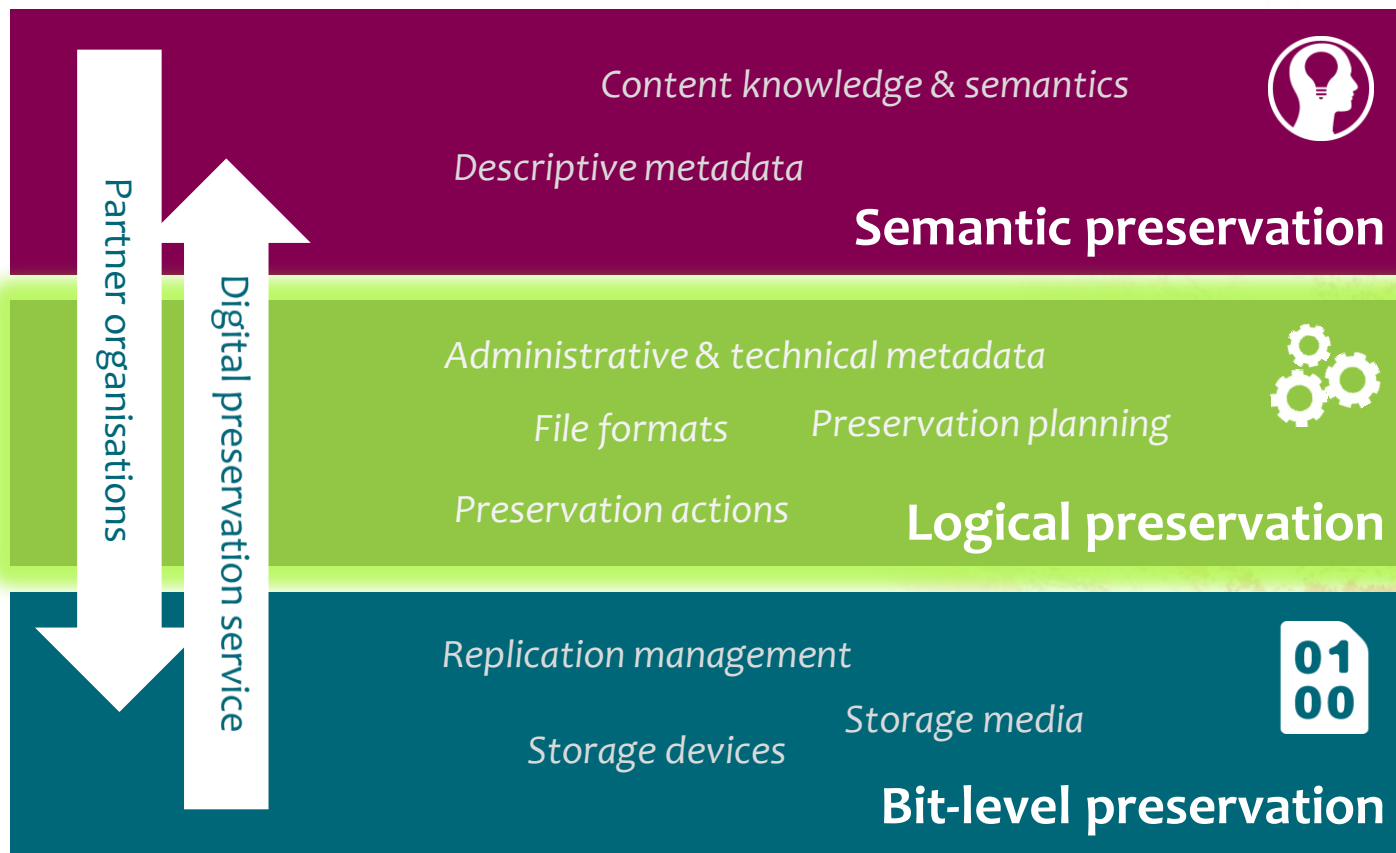 Partner organisations
Digital preservation service
Content knowledge & semantics
Descriptive metadata
Semantic preservation
Administrative & technical metadata
File formats
Preservation planning
Preservation actions
Logical preservation
Replication management
Storage media
Storage devices
Bit-level preservation
01
00